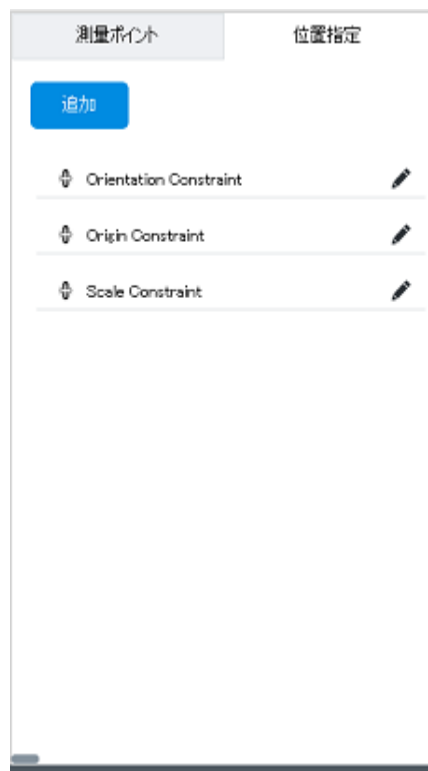 測量ポイント 位置指定
追加
Orientation Constraint
Origin Constraint
Scale Constraint